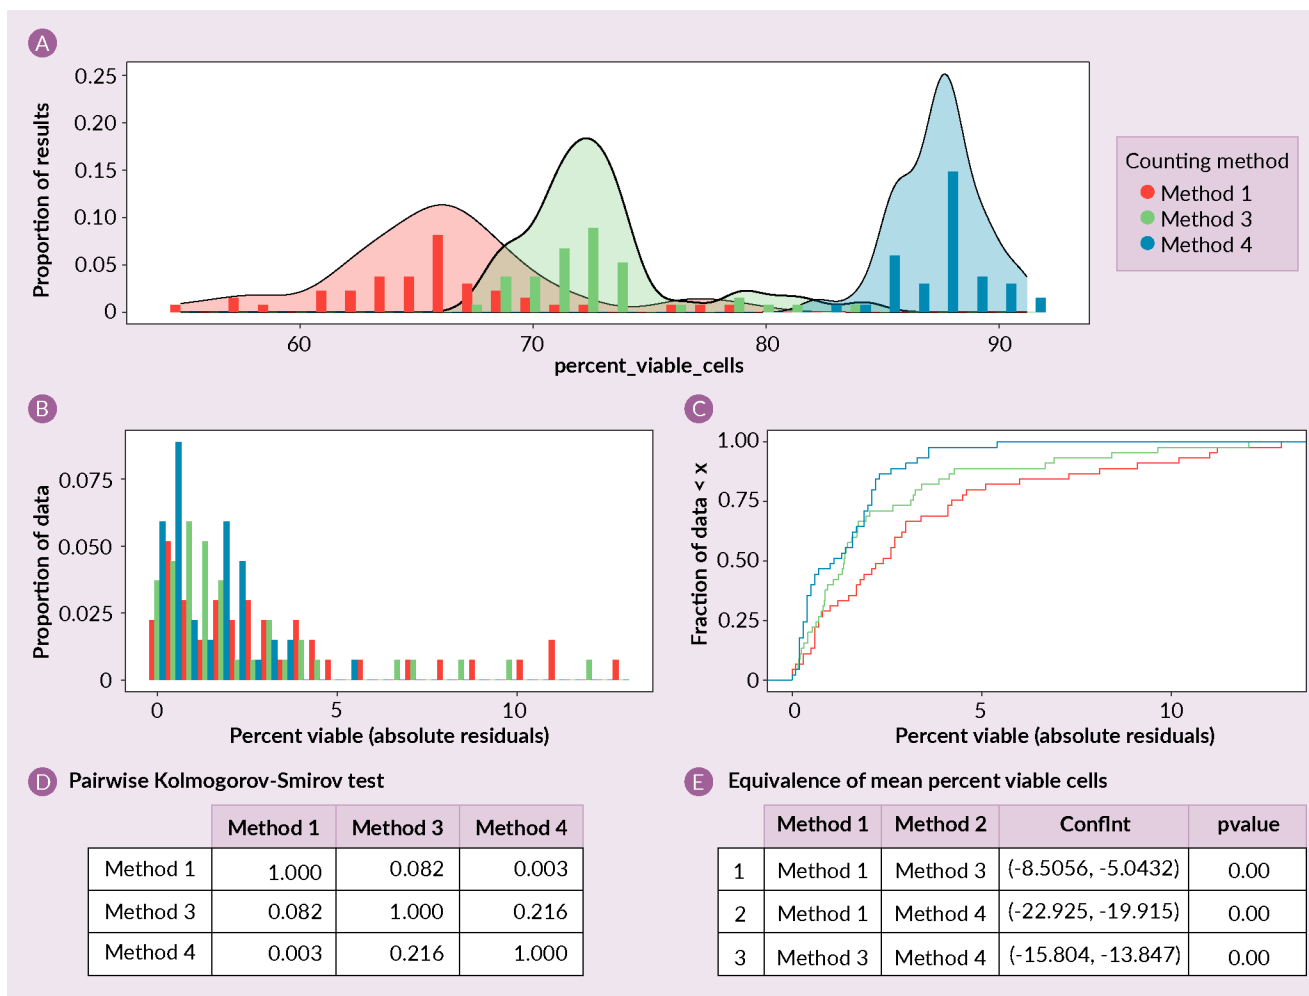 A
0.25
0.20
0.15
0.10
0.05
0
Proportion of results
60 70 80 90
percent_viable_cells
Counting method
Method 1
Method 3
Method 4
B
0.075
0.050
0.025
0
Proportion of data
0 5 10
Percent viable (absolute residuals)
C
1.00
0.75
0.50
0.25
0
Fraction of data < x
0 5 10
Percent viable (absolute residuals)
D Pairwise Kolmogorov-Smirov test
Method 1 Method 3 Method 4
Method 1 1.000 0.082 0.003
Method 3 0.082 1.000 0.216
Method 4 0.003 0.216 1.000
E Equivalence of mean percent viable cells
Method 1 Method 2 ConfInt pvalue
1 Method 1 Method 3 (-8.5056, -5.0432) 0.00
2 Method 1 Method 4 (-22.925, -19.915) 0.00
3 Method 3 Method 4 (-15.804, -13.847) 0.00